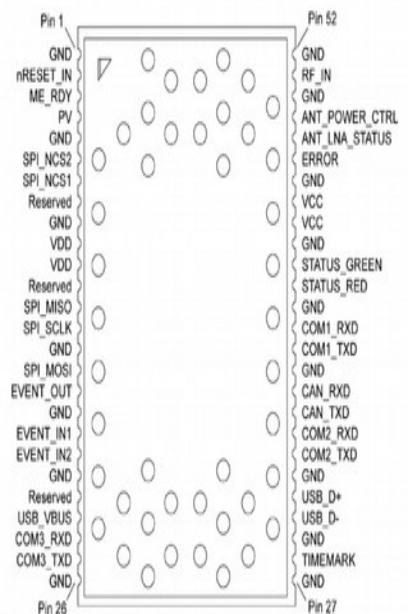 Pin 1
GND
nRESET_IN
ME_RDY
PV
GND
SPI_NCS2
SPI_NCS1
Reserved
GND
VDD
VDD
Reserved
SPI_MISO
SPI_SCLK
GND
SPI_MOSI
EVENT_OUT
GND
EVENT_IN1
EVENT_IN2
GND
Reserved
USB_VBUS
COM3_RXD
COM3_TXD
GND
Pin 26
Pin 52
GND
RF_IN
GND
ANT_POWER_CTRL
ANT_LNA_STATUS
ERROR
GND
VCC
VCC
GND
STATUS_GREEN
STATUS_RED
GND
COM1_RXD
COM1_TXD
GND
CAN_RXD
CAN_TXD
COM2_RXD
COM2_TXD
GND
USB_D+
USB_D-
GND
TIMEMARK
GND
Pin 27